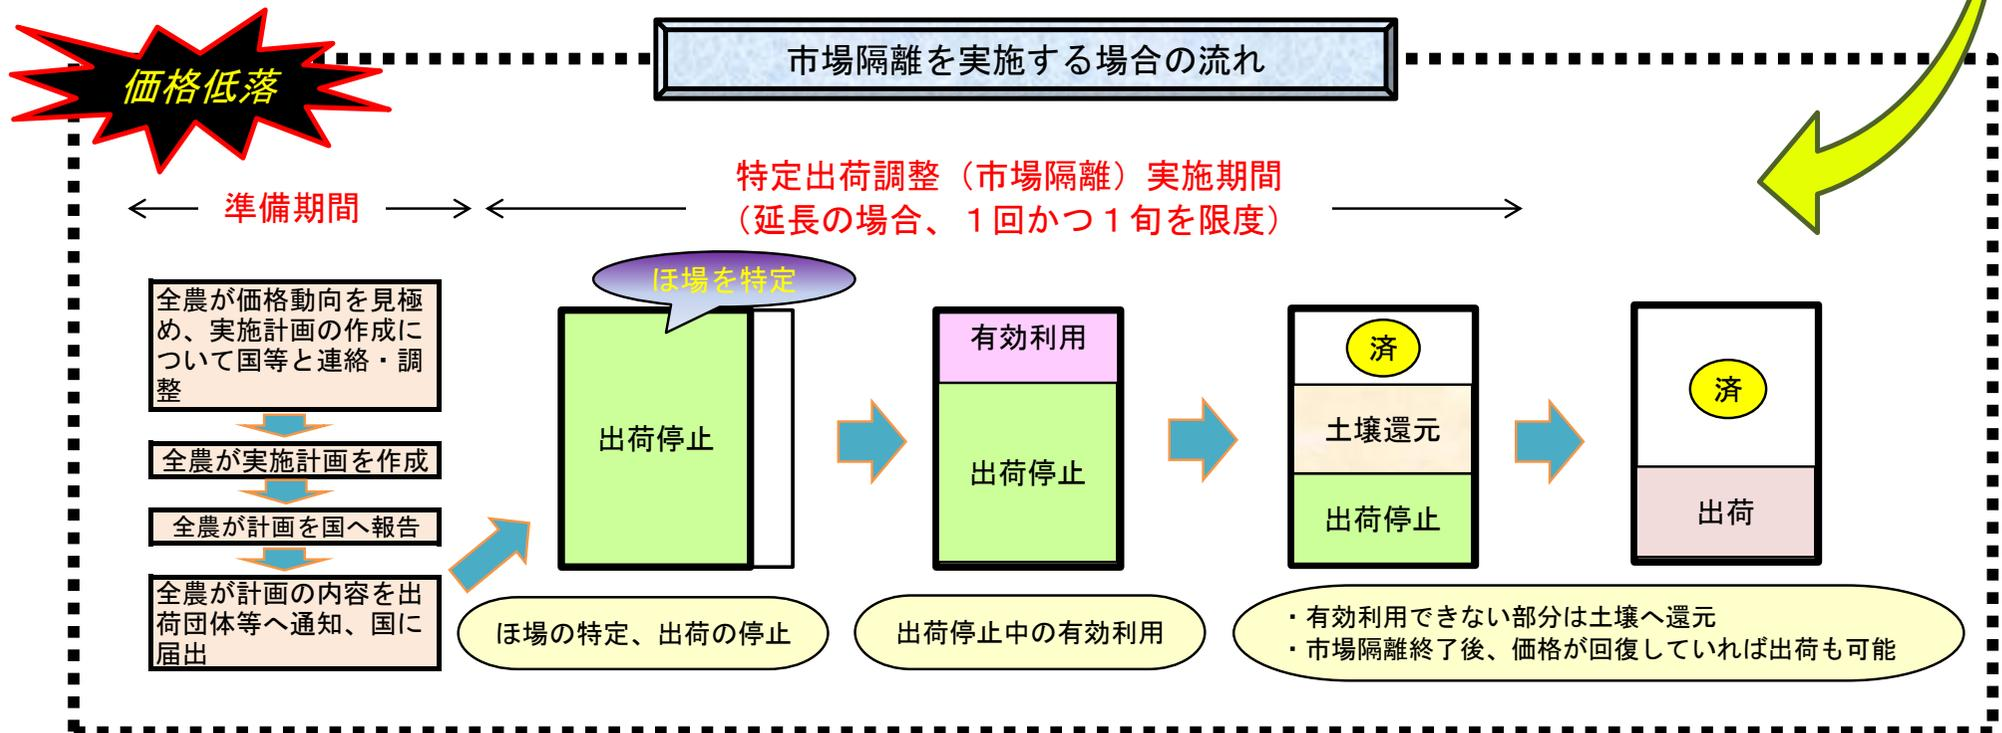 価格低落
市場隔離を実施する場合の流れ
準備期間
特定出荷調整（市場隔離）実施期間
（延長の場合、１回かつ１旬を限度）
全農が価格動向を見極
め、実施計画の作成に
ついて国等と連絡・調
整
全農が実施計画を作成
全農が計画を国へ報告
全農が計画の内容を出
荷団体等へ通知、国に
届出
ほ場を特定
出荷停止
ほ場の特定、出荷の停止
有効利用
出荷停止
出荷停止中の有効利用
済
土壌還元
出荷停止
済
出荷
・有効利用できない部分は土壌へ還元
・市場隔離終了後、価格が回復していれば出荷も可能